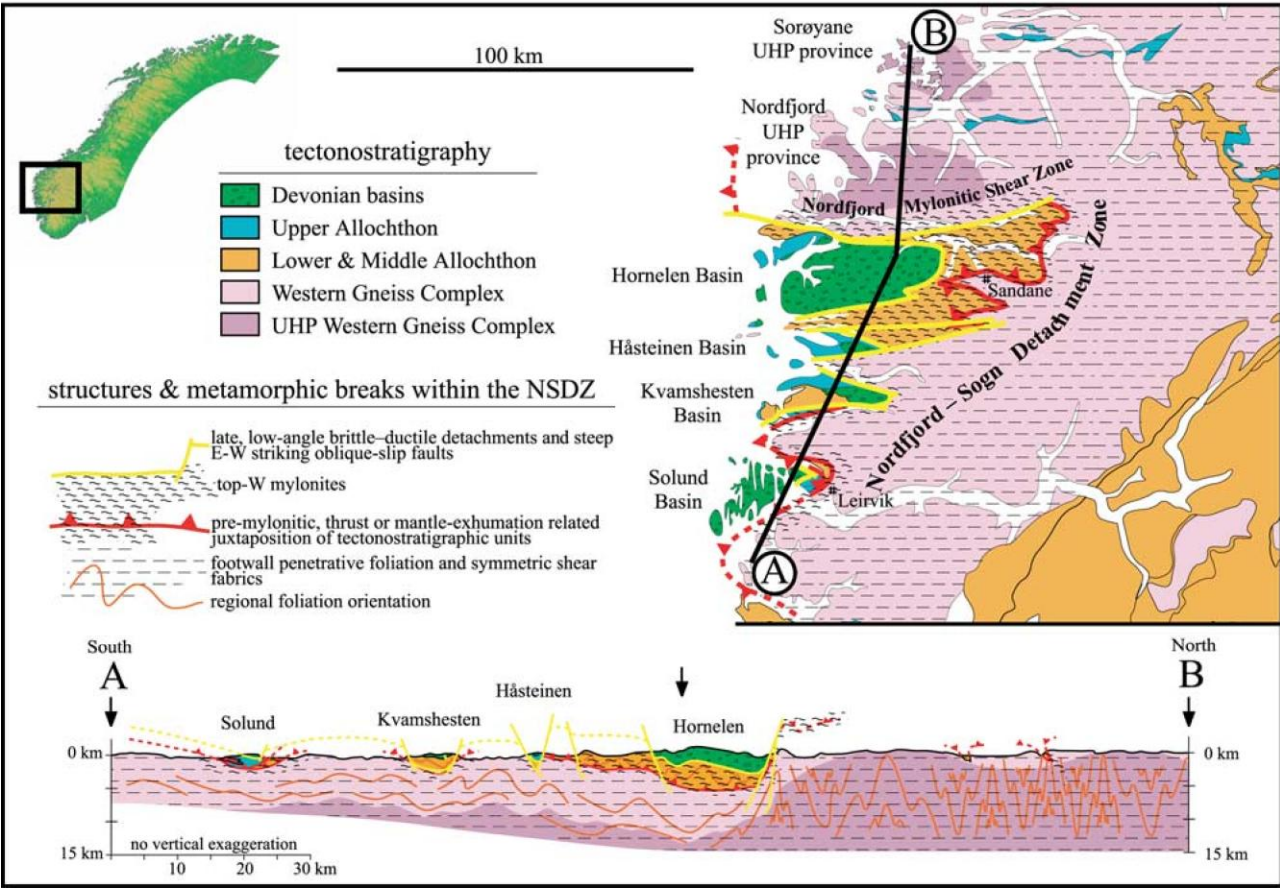 100 km
tectonostratigraphy
Devonian basins
Upper Allochthon
Lower & Middle Allochthon
Western Gneiss Complex
UHP Western Gneiss Complex
structures & metamorphic breaks within the NSDZ
late, low-angle brittle–ductile detachments and steep
E-W striking oblique-slip faults
top-W mylonites
pre-mylonitic, thrust or mantle-exhumation related
juxtaposition of tectonostratigraphic units
footwall penetrative foliation and symmetric shear
fabrics
regional foliation orientation
Sorøyane
UHP province
B
Nordfjord
UHP
province
Nordfjord Mylonitic Shear Zone
Hornelen Basin
Sandane
Håsteinen Basin
Kvamshesten
Basin
Nordfjord – Sogn Detach ment Zone
Solund
Basin
Leirvik
A
South
A
North
B
Solund
Kvamshesten
Håsteinen
Hornelen
0 km
0 km
no vertical exaggeration
15 km
15 km
10
20
30 km